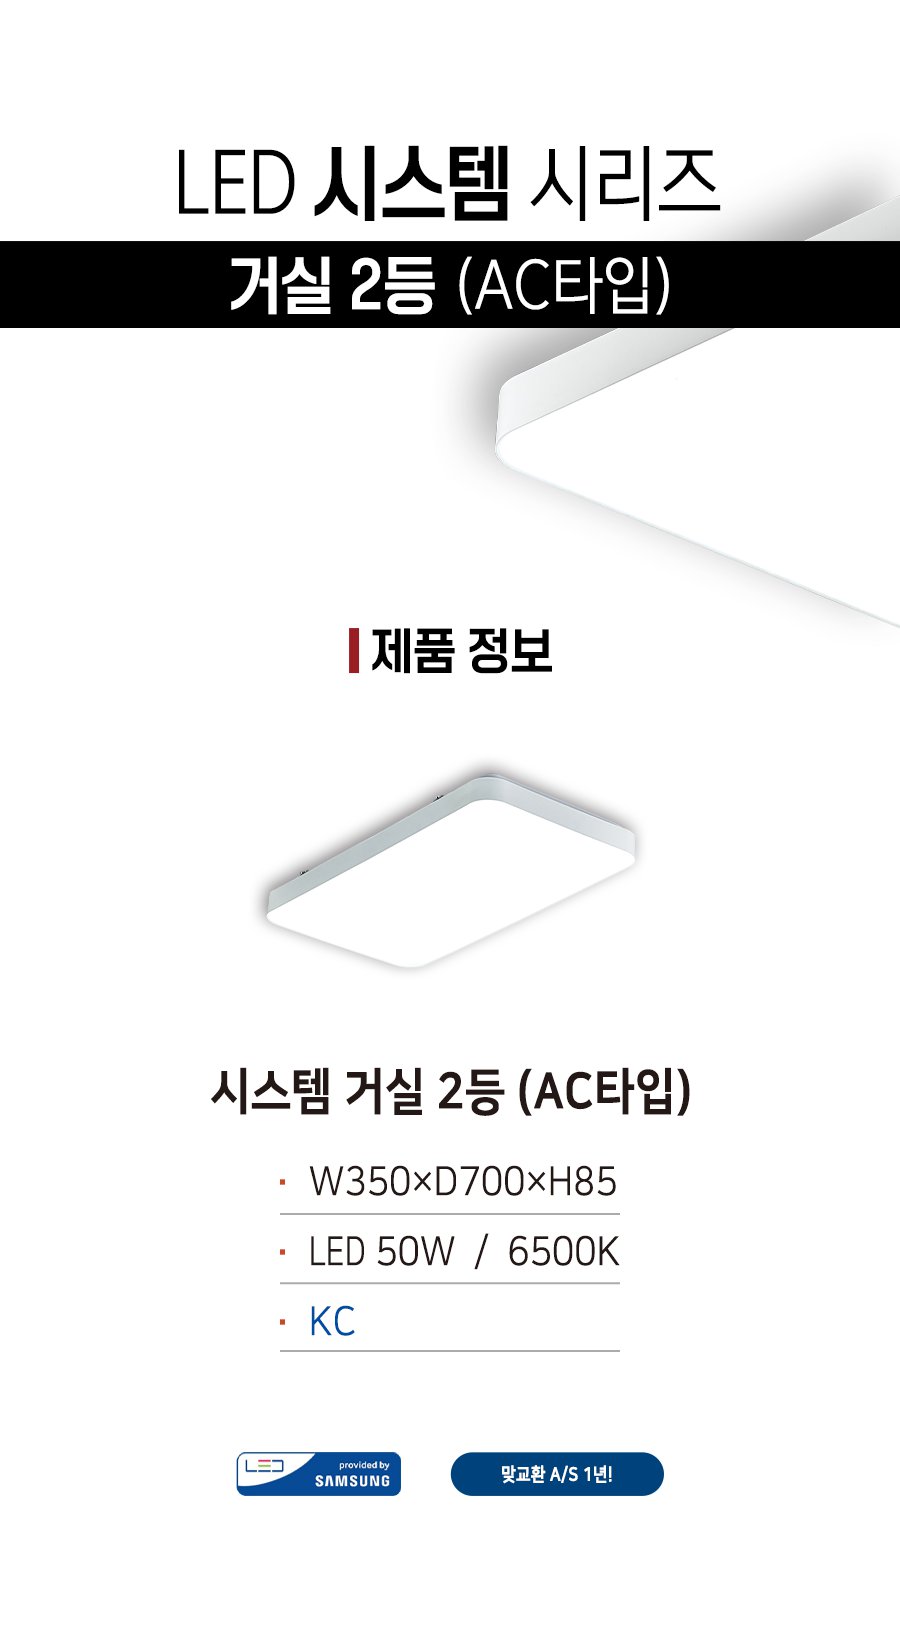 LED 시스템 시리즈
거실 2등 (AC타입)
제품 정보
시스템 거실 2등 (AC타입)
· W350×D700×H85
· LED 50W / 6500K
· KC
LED provided by
SAMSUNG
맞교환 A/S 1년!